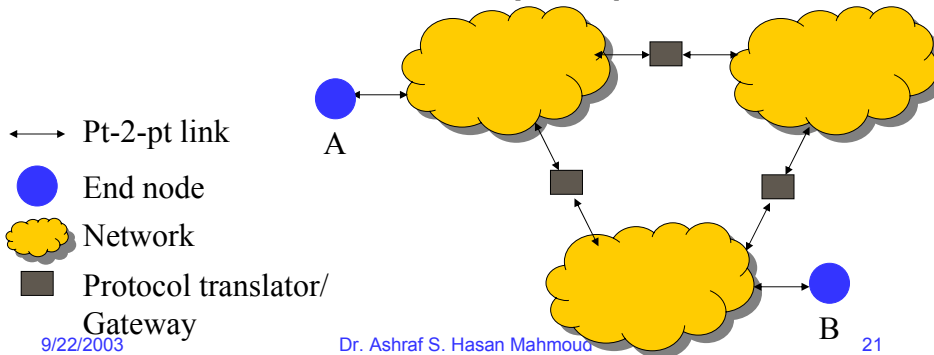 A
Pt-2-pt link
End node
Network
Protocol translator/
Gateway
B
9/22/2003
Dr. Ashraf S. Hasan Mahmoud
21